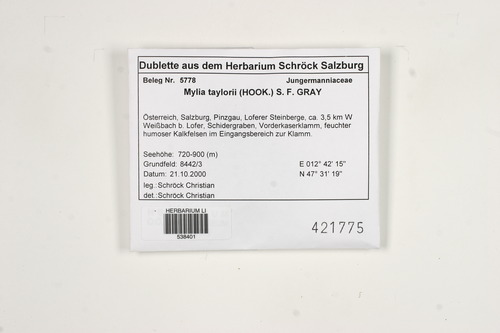 Dublette aus dem Herbarium Schröck Salzburg
Beleg Nr. 5778 Jungermanniaceae
Mylia taylorii (HOOK.) S. F. GRAY
Österreich, Salzburg, Pinzgau, Loferer Steinberge, ca. 3,5 km W
Weißbach b. Lofer, Schidergraben, Vorderkaserklamm, feuchter
humoser Kalkfelsen im Eingangsbereich zur Klamm.
Seehöhe: 720-900 (m)
Grundfeld: 8442/3 E 012° 42' 15"
Datum: 21.10.2000 N 47° 31' 19"
leg.: Schröck Christian
det.: Schröck Christian
HERBARIUM LI
538401
421775